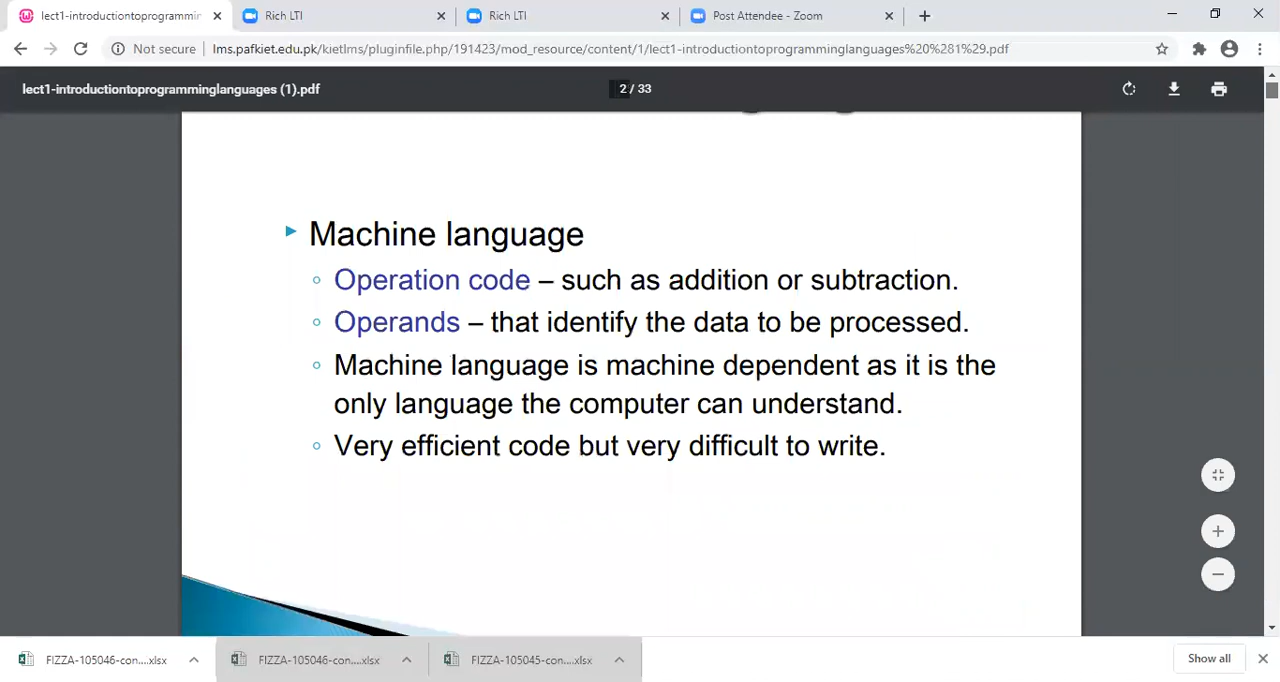 lect1-introductiontoprogrammin
Rich LTI
Rich LTI
Post Attendee - Zoom
Not secure
lms.pafkiet.edu.pk/kietlms/pluginfile.php/191423/mod_resource/content/1/lect1-introductiontoprogramminglanguages%20%281%29.pdf
lect1-introductiontoprogramminglanguages (1).pdf
2 / 33
Machine language
Operation code – such as addition or subtraction.
Operands – that identify the data to be processed.
Machine language is machine dependent as it is the
only language the computer can understand.
Very efficient code but very difficult to write.
FIZZA-105046-con....xlsx
FIZZA-105046-con....xlsx
FIZZA-105045-con....xlsx
Show all